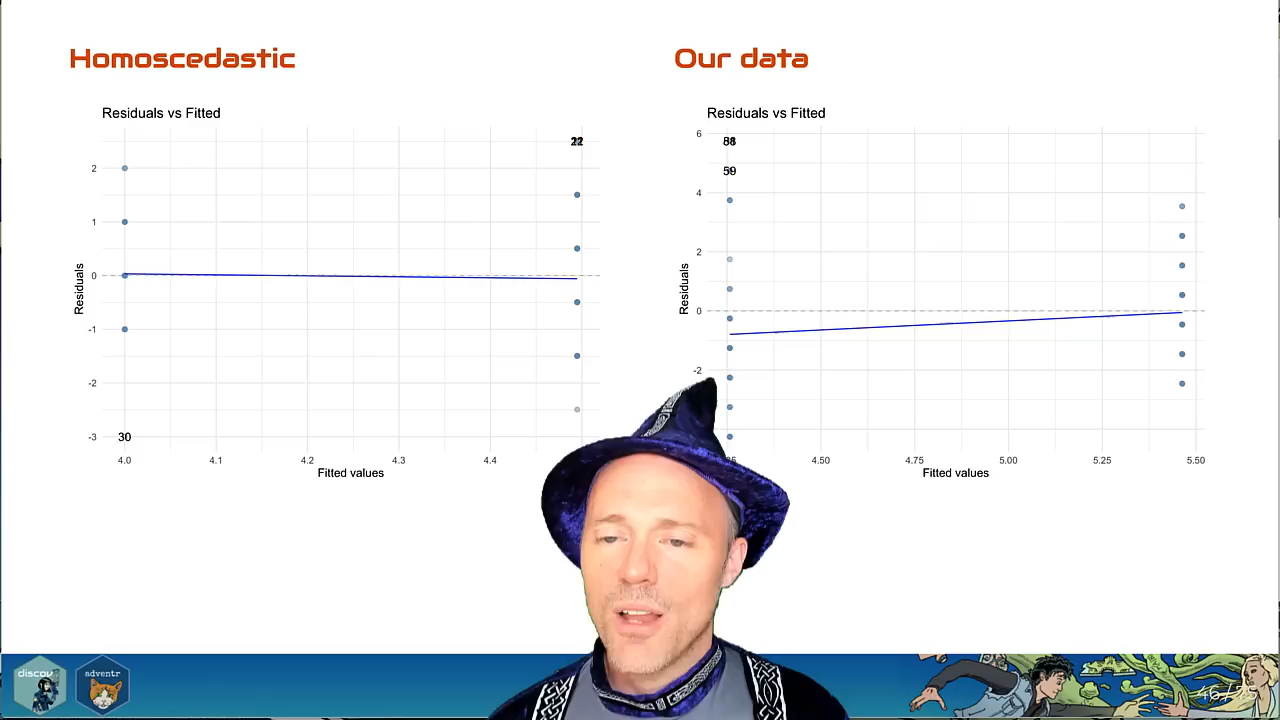 Homoscedastic
Residuals vs Fitted
2
1
0
-1
-2
-3
Residuals
22
30
4.0
4.1
4.2
4.3
4.4
Fitted values
Our data
Residuals vs Fitted
6
4
2
0
-2
Residuals
59
4.50
4.75
5.00
5.25
5.50
Fitted values
discov
adventr